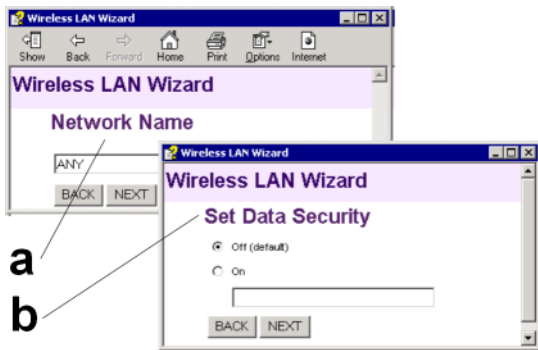 Wireless LAN Wizard
Show Back Forward Home Print Options Internet
Wireless LAN Wizard
Network Name
ANY
BACK NEXT
Wireless LAN Wizard
Wireless LAN Wizard
Set Data Security
Off (default)
On
BACK NEXT
a
b